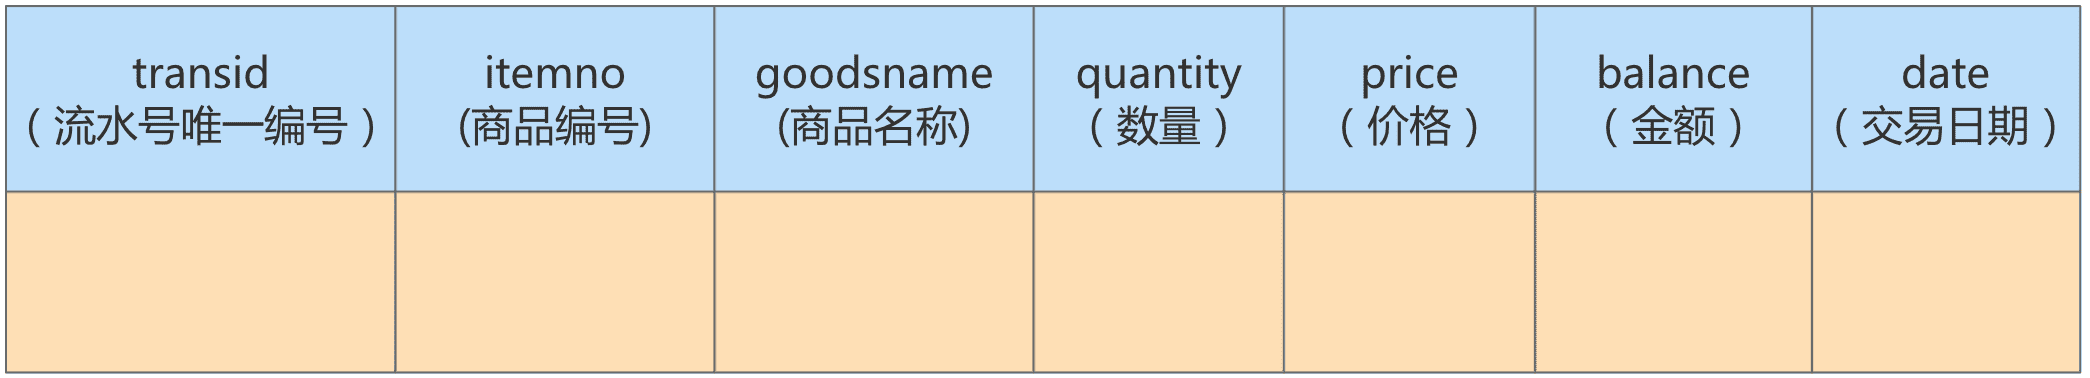 transid
（流水号唯一编号）
itemno
(商品编号)
goodsname
(商品名称)
quantity
（数量）
price
（价格）
balance
（金额）
date
（交易日期）